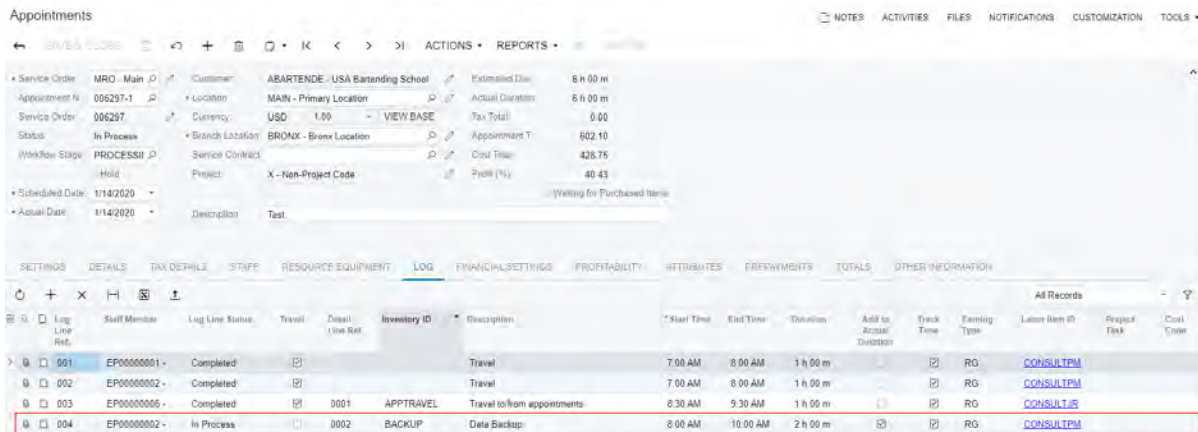 Appointments
NOTES ACTIVITIES FILES NOTIFICATIONS CUSTOMIZATION TOOLS
ACTIONS REPORTS
Service Order MRO - Main Customer ABARTENDE - USA Bartending School Estimated Dur 6 h 00 m
Appointment N 006297-1 Location MAIN - Primary Location Actual Duration 6 h 00 m
Service Order 006297 Currency USD 1.00 VIEW BASE Tax Total 0.00
Status In Process Branch Location BRONX - Bronx Location Appointment T 602.10
Workflow Stage PROCESSII Service Contract Cost Total 428.75
Hold Project X - Non-Project Code Profit (%) 40.43
Scheduled Date 1/14/2020 Waiting for Purchased Items
Actual Date 1/14/2020 Description Test
SETTINGS DETAILS TAX DETAILS STAFF RESOURCE EQUIPMENT LOG FINANCIAL SETTINGS PROFITABILITY ATTRIBUTES PREPAYMENTS TOTALS OTHER INFORMATION
All Records
Log Line Ref. Staff Member Log Line Status Travel Detail Line Ref. Inventory ID * Description * Start Time End Time Duration Add to Actual Duration Track Time Earning Type Labor Item ID Project Task Cost Code
001 EP00000001 - Completed Travel 7:00 AM 8:00 AM 1 h 00 m RG CONSULTPM
002 EP00000002 - Completed Travel 7:00 AM 8:00 AM 1 h 00 m RG CONSULTPM
003 EP00000006 - Completed 0001 APPTRAVEL Travel to/from appointments 8:30 AM 9:30 AM 1 h 00 m RG CONSULTJR
004 EP00000002 - In Process 0002 BACKUP Data Backup 8:00 AM 10:00 AM 2 h 00 m RG CONSULTPM